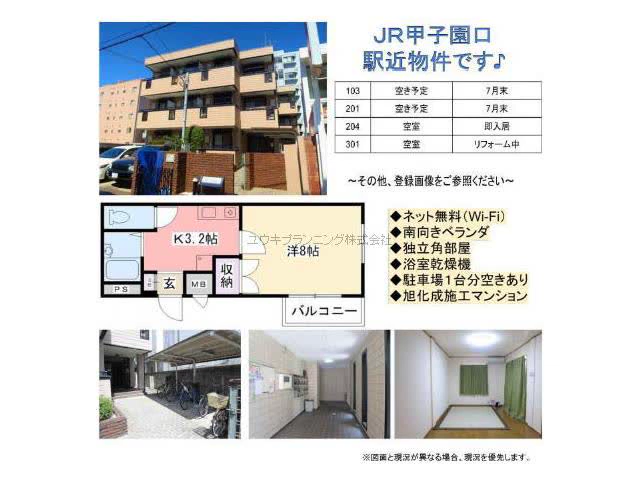 JR甲子園口
駅近物件です♪
103 空き予定 7月末
201 空き予定 7月末
204 空室 即入居
301 空室 リフォーム中
～その他、登録画像をご参照ください～
K3.2帖
洋8帖
ユウキプランニング株式会社
PS
玄
MB
収納
バルコニー
◆ネット無料(Wi-Fi)
◆南向きベランダ
◆独立角部屋
◆浴室乾燥機
◆駐車場1台分空きあり
◆旭化成施工マンション
※図面と現況が異なる場合、現況を優先します。